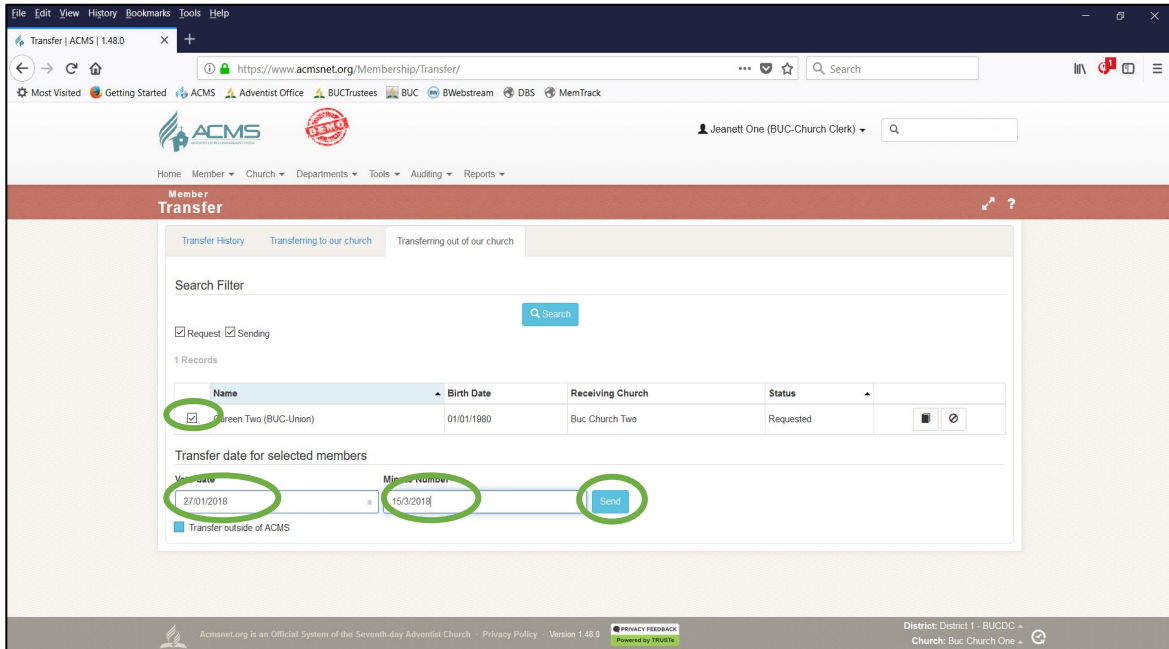 File Edit View History Bookmarks Tools Help
Transfer | ACMS | 1.48.0
https://www.acmsnet.org/Membership/Transfer/
Search
Most Visited Getting Started ACMS Adventist Office BUCTrustees BUC BWebstream DBS MemTrack
ACMS
DEMO
Jeanett One (BUC-Church Clerk)
Home Member Church Departments Tools Auditing Reports
Member
Transfer
Transfer History Transferring to our church Transferring out of our church
Search Filter
Search
Request Sending
1 Records
Name Birth Date Receiving Church Status
Two (BUC-Union) 01/01/1980 Buc Church Two Requested
Transfer date for selected members
Vote date Minute Number
27/01/2018 15/3/2018 Send
Transfer outside of ACMS
Acmsnet.org is an Official System of the Seventh-day Adventist Church - Privacy Policy - Version 1.48.0
PRIVACY FEEDBACK
Powered by TRUSTe
District: District 1 - BUCDC
Church: Buc Church One